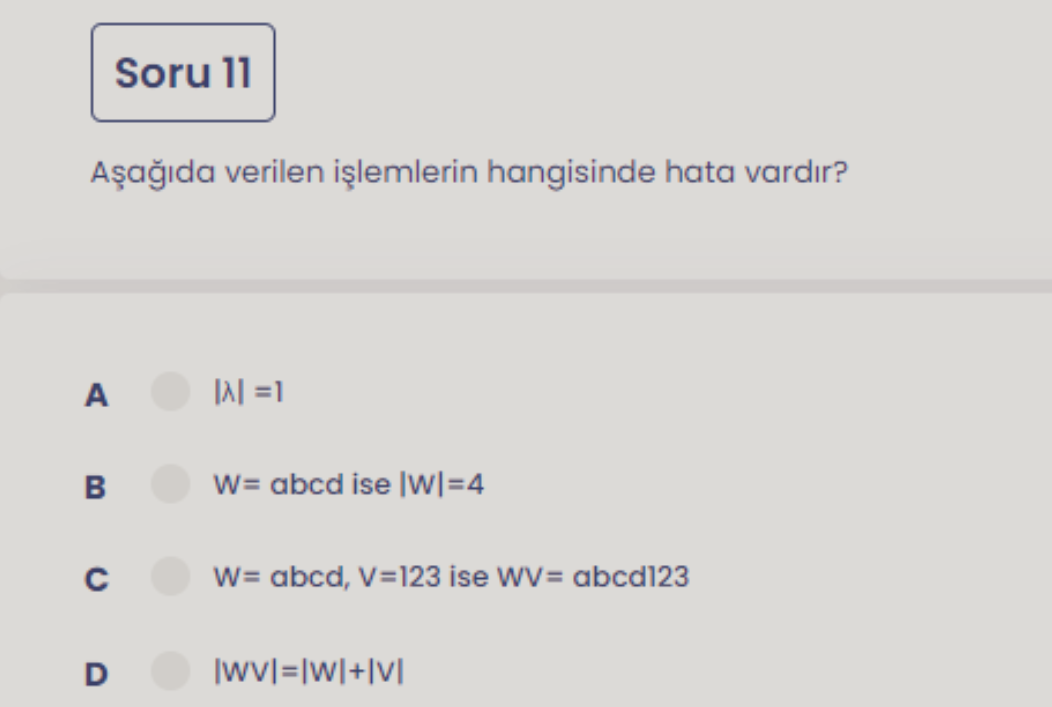 Soru 11
Aşağıda verilen işlemlerin hangisinde hata vardır?
A |λ| =1
B W= abcd ise |W|=4
C W= abcd, V=123 ise WV= abcd123
D |WV|=|W|+|V|